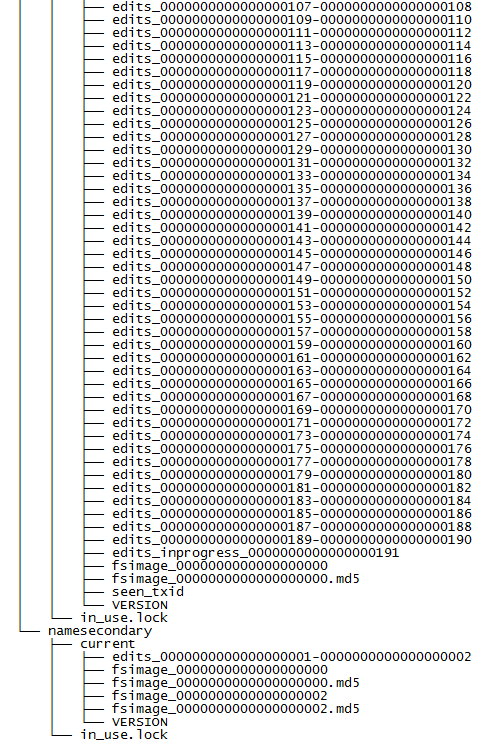 edits_0000000000000000107-0000000000000000108
edits_0000000000000000109-0000000000000000110
edits_0000000000000000111-0000000000000000112
edits_0000000000000000113-0000000000000000114
edits_0000000000000000115-0000000000000000116
edits_0000000000000000117-0000000000000000118
edits_0000000000000000119-0000000000000000120
edits_0000000000000000121-0000000000000000122
edits_0000000000000000123-0000000000000000124
edits_0000000000000000125-0000000000000000126
edits_0000000000000000127-0000000000000000128
edits_0000000000000000129-0000000000000000130
edits_0000000000000000131-0000000000000000132
edits_0000000000000000133-0000000000000000134
edits_0000000000000000135-0000000000000000136
edits_0000000000000000137-0000000000000000138
edits_0000000000000000139-0000000000000000140
edits_0000000000000000141-0000000000000000142
edits_0000000000000000143-0000000000000000144
edits_0000000000000000145-0000000000000000146
edits_0000000000000000147-0000000000000000148
edits_0000000000000000149-0000000000000000150
edits_0000000000000000151-0000000000000000152
edits_0000000000000000153-0000000000000000154
edits_0000000000000000155-0000000000000000156
edits_0000000000000000157-0000000000000000158
edits_0000000000000000159-0000000000000000160
edits_0000000000000000161-0000000000000000162
edits_0000000000000000163-0000000000000000164
edits_0000000000000000165-0000000000000000166
edits_0000000000000000167-0000000000000000168
edits_0000000000000000169-0000000000000000170
edits_0000000000000000171-0000000000000000172
edits_0000000000000000173-0000000000000000174
edits_0000000000000000175-0000000000000000176
edits_0000000000000000177-0000000000000000178
edits_0000000000000000179-0000000000000000180
edits_0000000000000000181-0000000000000000182
edits_0000000000000000183-0000000000000000184
edits_0000000000000000185-0000000000000000186
edits_0000000000000000187-0000000000000000188
edits_0000000000000000189-0000000000000000190
edits_inprogress_0000000000000000191
fsimage_0000000000000000000
fsimage_0000000000000000000.md5
seen_txid
VERSION
in_use.lock
namesecondary
current
edits_0000000000000000001-0000000000000000002
fsimage_0000000000000000000
fsimage_0000000000000000000.md5
fsimage_0000000000000000002
fsimage_0000000000000000002.md5
VERSION
in_use.lock